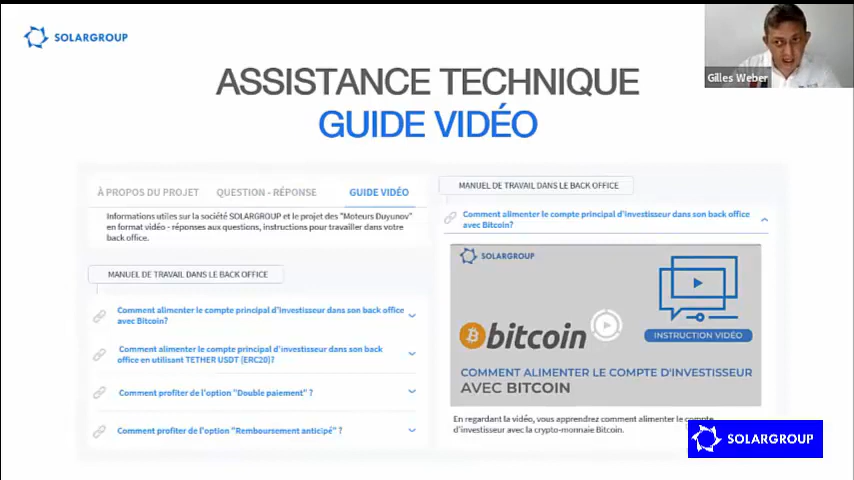 SOLARGROUP
Gilles Weber
ASSISTANCE TECHNIQUE
GUIDE VIDÉO
À PROPOS DU PROJET
QUESTION - RÉPONSE
GUIDE VIDÉO
Informations utiles sur la société SOLARGROUP et le projet des "Moteurs Duyunov"
en format vidéo - réponses aux questions, instructions pour travailler dans votre
back office.
MANUEL DE TRAVAIL DANS LE BACK OFFICE
Comment alimenter le compte principal d'investisseur dans son back office
avec Bitcoin?
Comment alimenter le compte principal d'investisseur dans son back
office en utilisant TETHER USDT (ERC20)?
Comment profiter de l'option "Double paiement" ?
Comment profiter de l'option "Remboursement anticipé" ?
MANUEL DE TRAVAIL DANS LE BACK OFFICE
Comment alimenter le compte principal d'investisseur dans son back office
avec Bitcoin?
SOLARGROUP
bitcoin
INSTRUCTION VIDÉO
COMMENT ALIMENTER LE COMPTE D'INVESTISSEUR
AVEC BITCOIN
En regardant la vidéo, vous apprendrez comment alimenter le compte
d'investisseur avec la crypto-monnaie Bitcoin.
SOLARGROUP